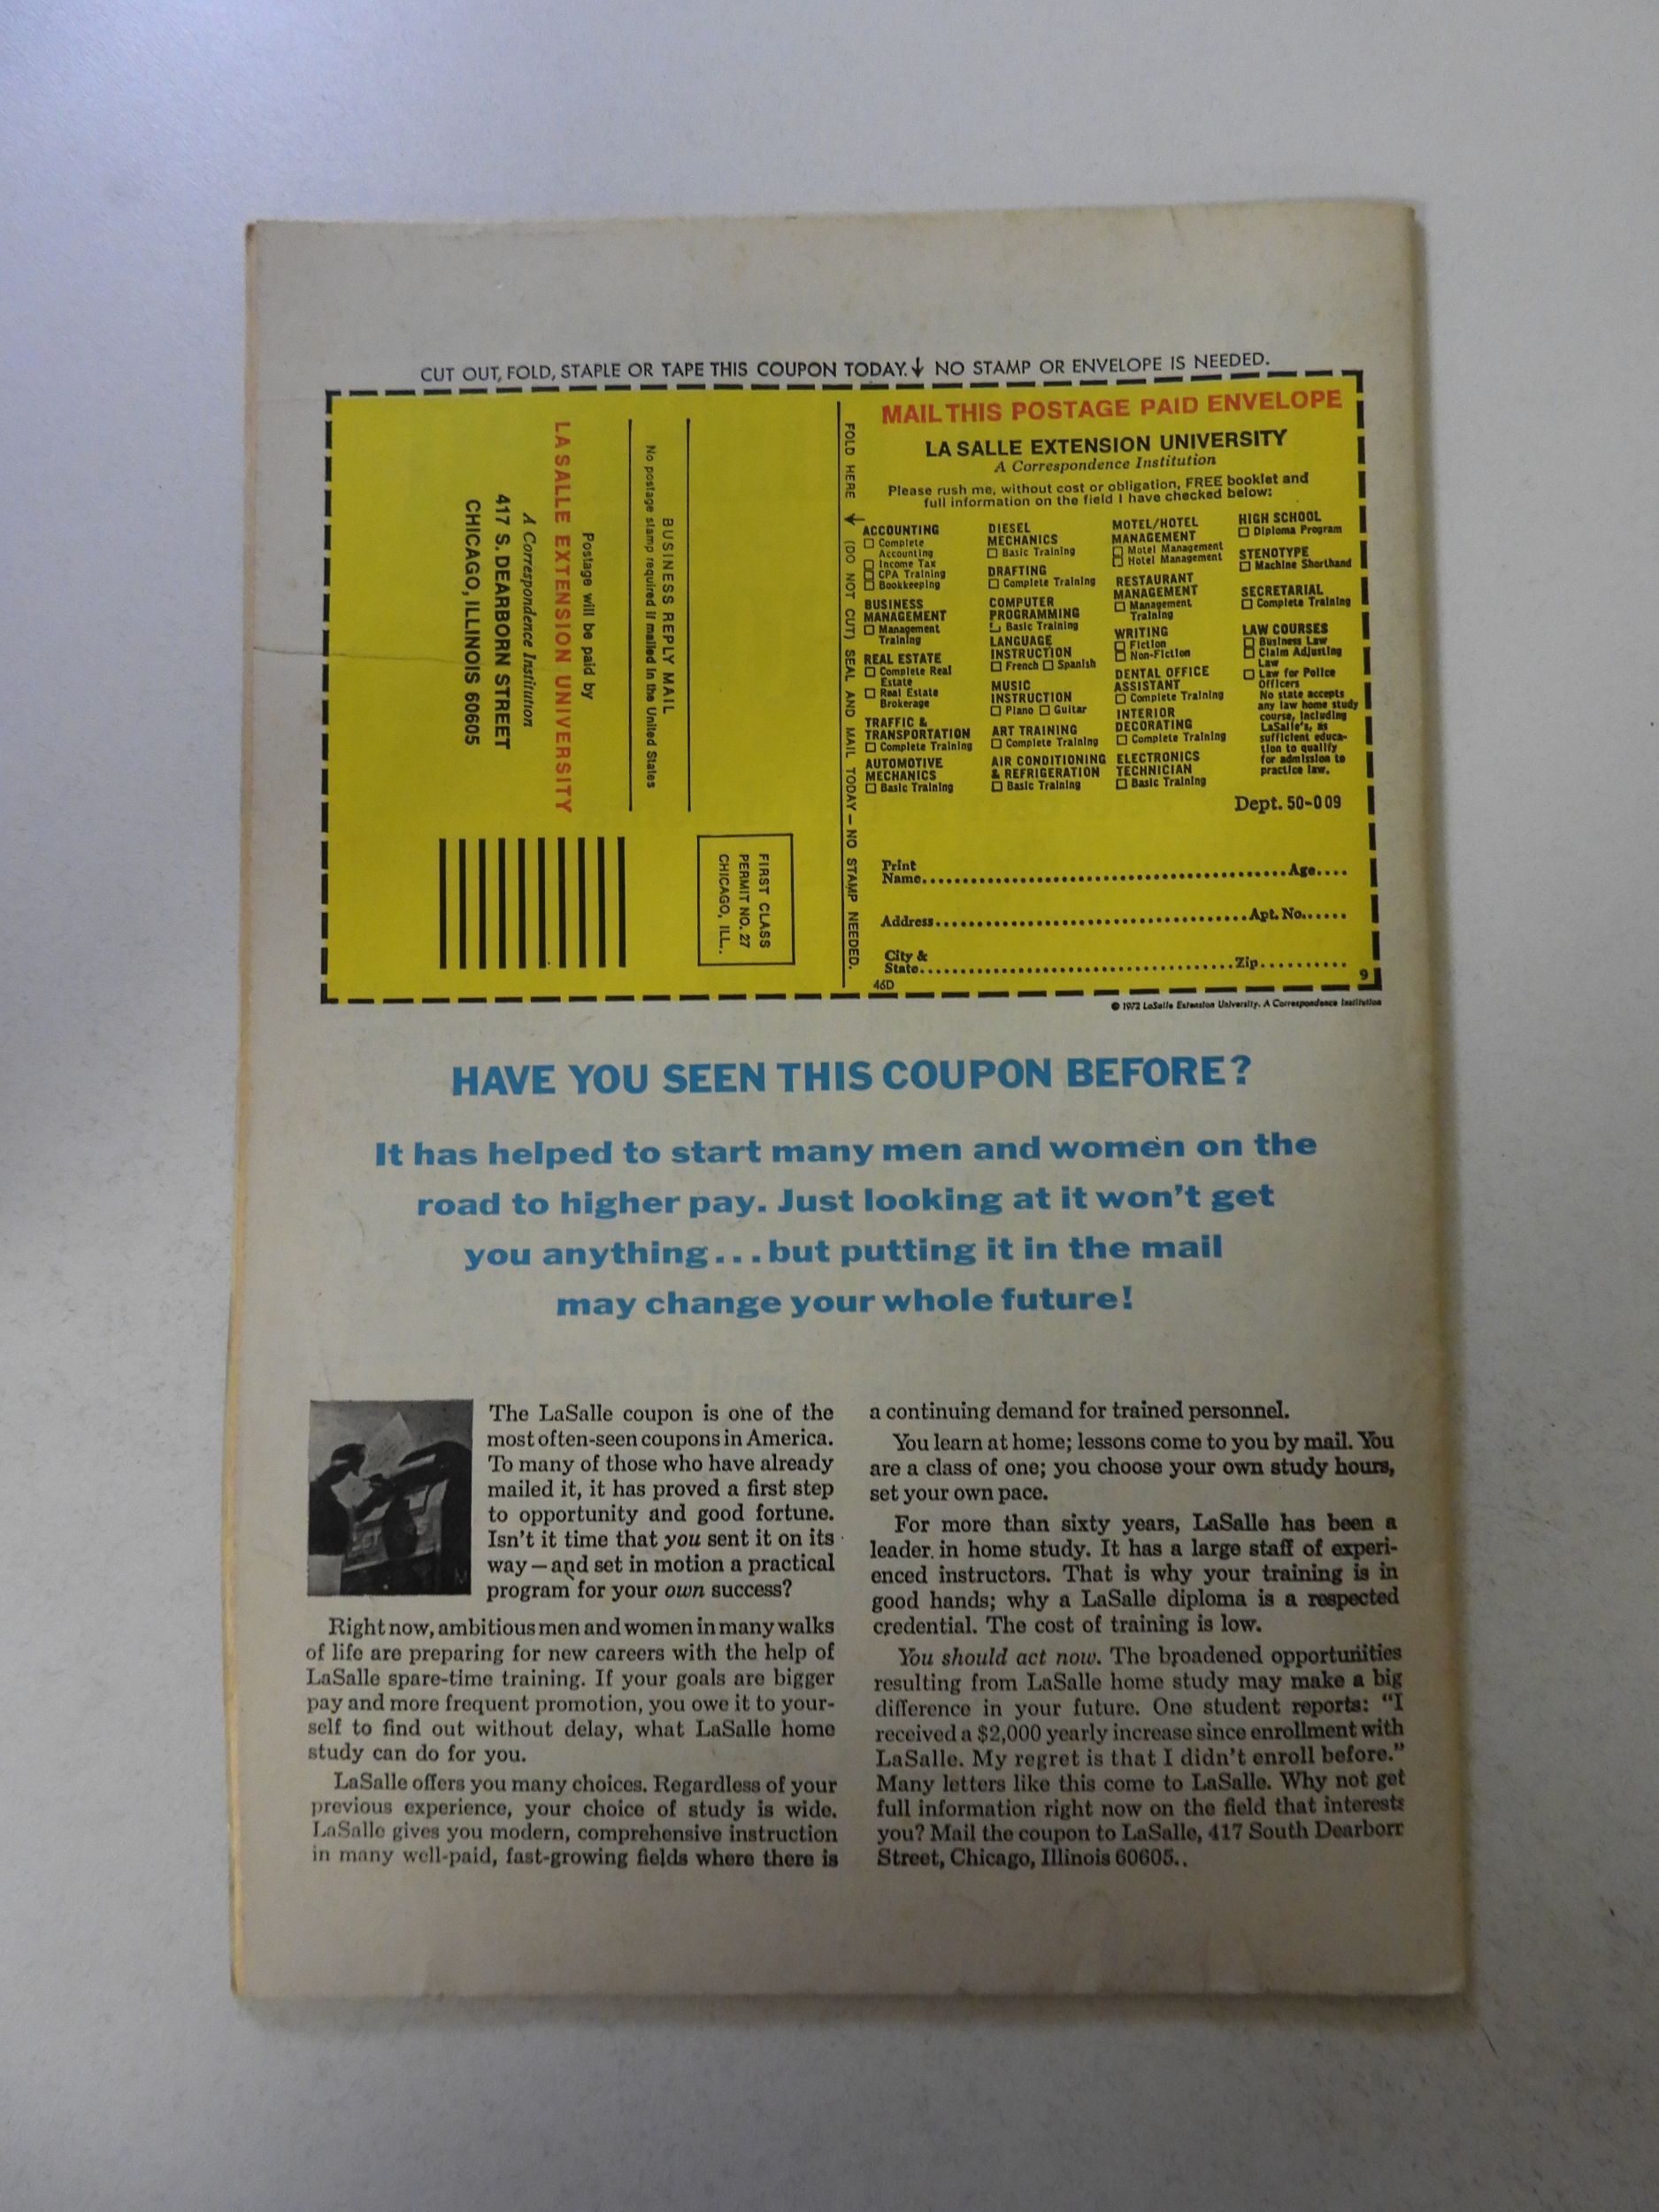 CUT OUT, FOLD, STAPLE OR TAPE THIS COUPON TODAY. NO STAMP OR ENVELOPE IS NEEDED.
BUSINESS REPLY MAIL
No postage stamp required if mailed in the United States
Postage will be paid by
LA SALLE EXTENSION UNIVERSITY
A Correspondence Institution
417 S. DEARBORN STREET
CHICAGO, ILLINOIS 60605
FIRST CLASS
PERMIT NO. 27
CHICAGO, ILL.
FOLD HERE (DO NOT CUT) SEAL AND MAIL TODAY — NO STAMP NEEDED.
MAIL THIS POSTAGE PAID ENVELOPE
LA SALLE EXTENSION UNIVERSITY
A Correspondence Institution
Please rush me, without cost or obligation, FREE booklet and
full information on the field I have checked below:
ACCOUNTING
Complete
Accounting
Income Tax
CPA Training
Bookkeeping
BUSINESS
MANAGEMENT
Management
Training
REAL ESTATE
Complete Real
Estate
Real Estate
Brokerage
TRAFFIC &
TRANSPORTATION
Complete Training
AUTOMOTIVE
MECHANICS
Basic Training
DIESEL
MECHANICS
Basic Training
DRAFTING
Complete Training
COMPUTER
PROGRAMMING
Basic Training
LANGUAGE
INSTRUCTION
French Spanish
MUSIC
INSTRUCTION
Piano Guitar
ART TRAINING
Complete Training
AIR CONDITIONING
& REFRIGERATION
Basic Training
MOTEL/HOTEL
MANAGEMENT
Motel Management
Hotel Management
RESTAURANT
MANAGEMENT
Management
Training
WRITING
Fiction
Non-Fiction
DENTAL OFFICE
ASSISTANT
Complete Training
INTERIOR
DECORATING
Complete Training
ELECTRONICS
TECHNICIAN
Basic Training
HIGH SCHOOL
Diploma Program
STENOTYPE
Machine Shorthand
SECRETARIAL
Complete Training
LAW COURSES
Business Law
Claim Adjusting
Law
Law for Police
Officers
No state accepts
any law home study
course, including
LaSalle's, as
sufficient educa-
tion to qualify
for admission to
practice law.
Dept. 50-009
Print
Name.......... Age....
Address.......... Apt. No......
City &
State.......... Zip..........
46D
9
© 1972 LaSalle Extension University. A Correspondence Institution
HAVE YOU SEEN THIS COUPON BEFORE?
It has helped to start many men and women on the
road to higher pay. Just looking at it won't get
you anything...but putting it in the mail
may change your whole future!
The LaSalle coupon is one of the
most often-seen coupons in America.
To many of those who have already
mailed it, it has proved a first step
to opportunity and good fortune.
Isn't it time that you sent it on its
way—and set in motion a practical
program for your own success?
Right now, ambitious men and women in many walks
of life are preparing for new careers with the help of
LaSalle spare-time training. If your goals are bigger
pay and more frequent promotion, you owe it to your-
self to find out without delay, what LaSalle home
study can do for you.
LaSalle offers you many choices. Regardless of your
previous experience, your choice of study is wide.
LaSalle gives you modern, comprehensive instruction
in many well-paid, fast-growing fields where there is
a continuing demand for trained personnel.
You learn at home; lessons come to you by mail. You
are a class of one; you choose your own study hours,
set your own pace.
For more than sixty years, LaSalle has been a
leader in home study. It has a large staff of experi-
enced instructors. That is why your training is in
good hands; why a LaSalle diploma is a respected
credential. The cost of training is low.
You should act now. The broadened opportunities
resulting from LaSalle home study may make a big
difference in your future. One student reports: "I
received a $2,000 yearly increase since enrollment with
LaSalle. My regret is that I didn't enroll before."
Many letters like this come to LaSalle. Why not get
full information right now on the field that interests
you? Mail the coupon to LaSalle, 417 South Dearborn
Street, Chicago, Illinois 60605..